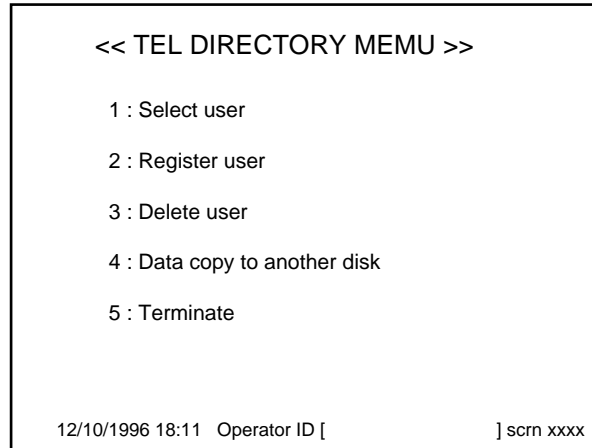 << TEL DIRECTORY MEMU >>
1 : Select user
2 : Register user
3 : Delete user
4 : Data copy to another disk
5 : Terminate
12/10/1996 18:11 Operator ID [ ] scrn xxxx